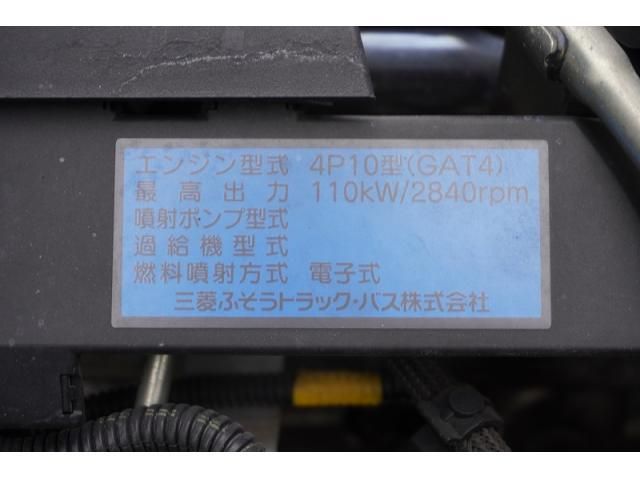 エンジン型式 4P10型(GAT4)
最高出力 110kW/2840rpm
噴射ポンプ型式
過給機型式
燃料噴射方式 電子式
三菱ふそうトラック・バス株式会社